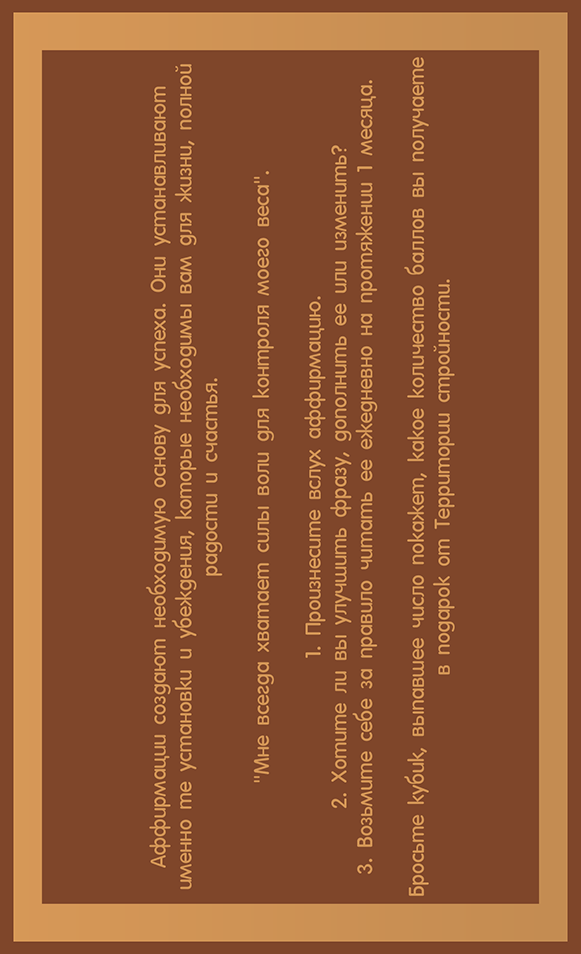 Аффирмации создают необходимую основу для успеха. Они устанавливают
именно те установки и убеждения, которые необходимы вам для жизни, полной
радости и счастья.
"Мне всегда хватает силы воли для контроля моего веса".
1. Произнесите вслух аффирмацию.
2. Хотите ли вы улучшить фразу, дополнить ее или изменить?
3. Возьмите себе за правило читать ее ежедневно на протяжении 1 месяца.
Бросьте кубик, выпавшее число покажет, какое количество баллов вы получаете
в подарок от Территории стройности.